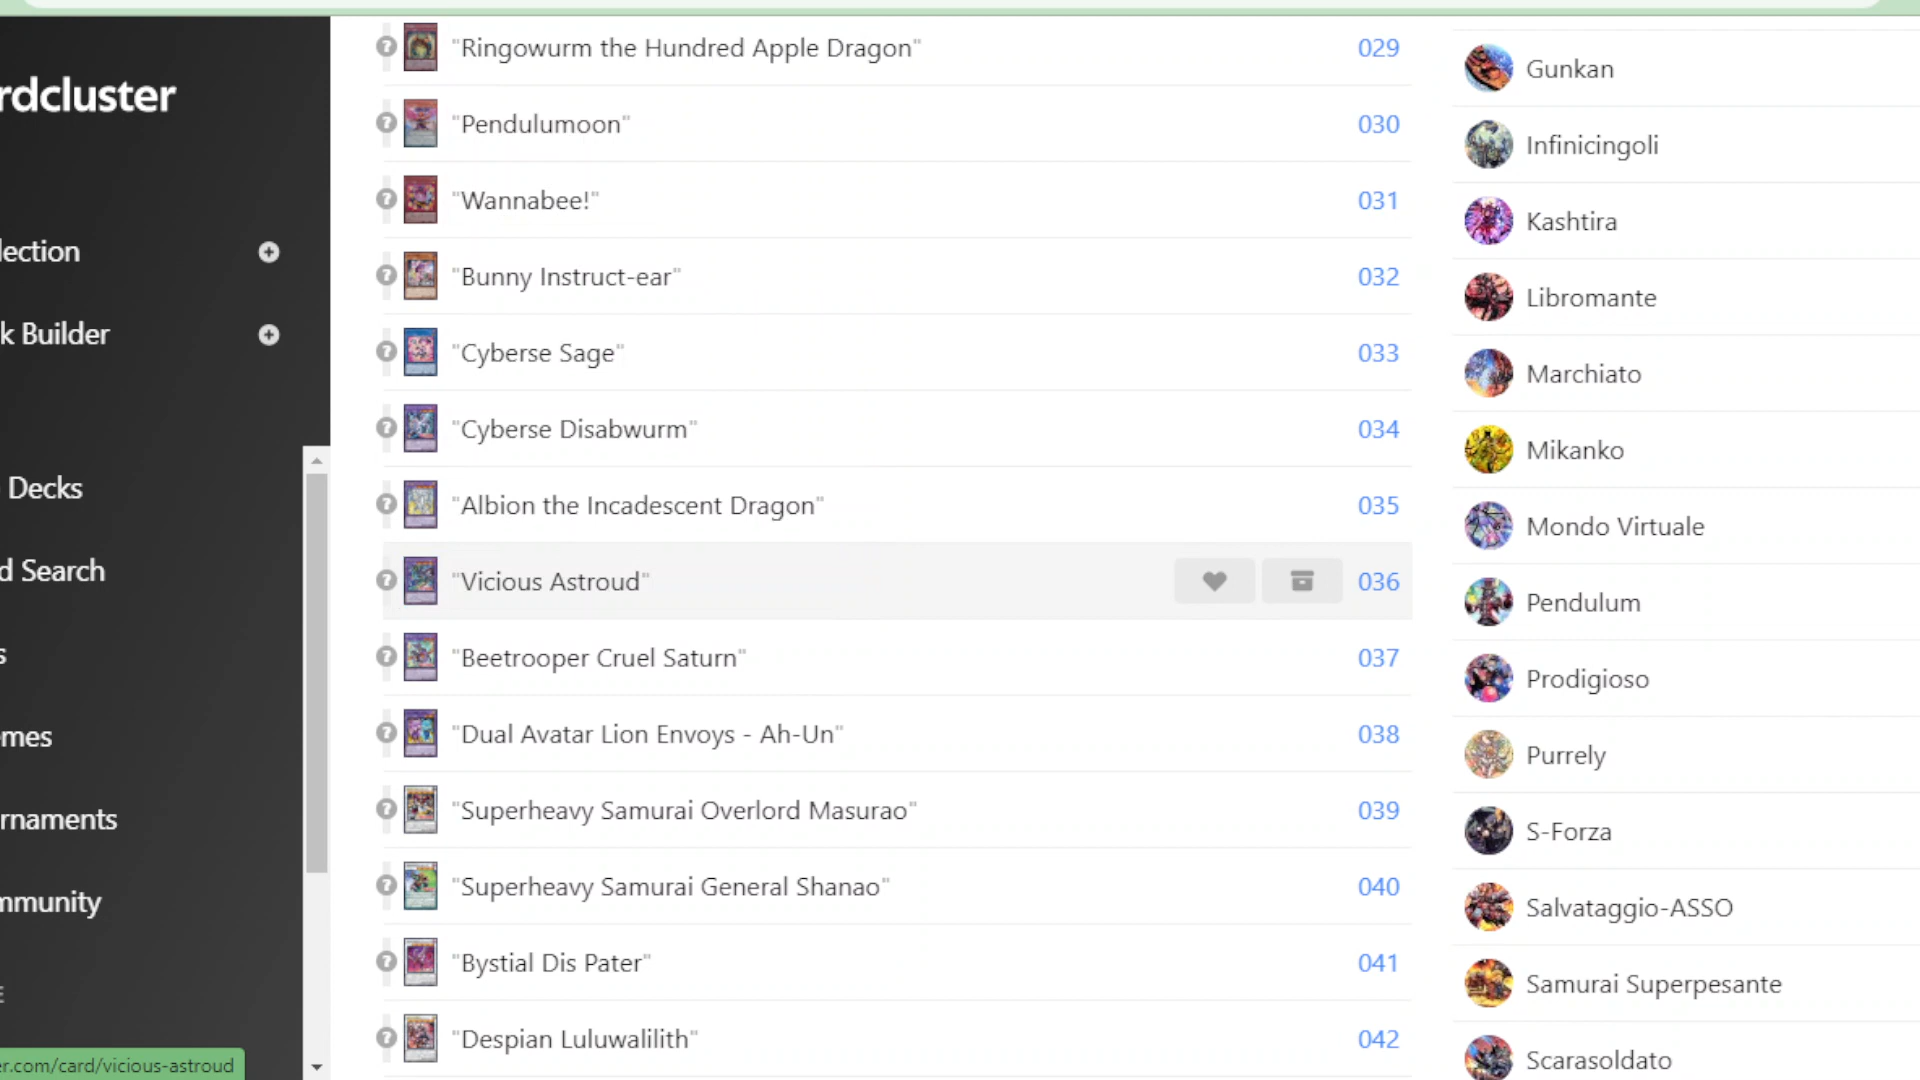 rdcluster
lection
k Builder
Decks
d Search
s
emes
rnaments
mmunity
E
er.com/card/vicious-astroud
"Ringowurm the Hundred Apple Dragon" 029
"Pendulumoon" 030
"Wannabee!" 031
"Bunny Instruct-ear" 032
"Cyberse Sage" 033
"Cyberse Disabwurm" 034
"Albion the Incadescent Dragon" 035
"Vicious Astroud" 036
"Beetrooper Cruel Saturn" 037
"Dual Avatar Lion Envoys - Ah-Un" 038
"Superheavy Samurai Overlord Masurao" 039
"Superheavy Samurai General Shanao" 040
"Bystial Dis Pater" 041
"Despian Luluwalilith" 042
Gunkan
Infinicingoli
Kashtira
Libromante
Marchiato
Mikanko
Mondo Virtuale
Pendulum
Prodigioso
Purrely
S-Forza
Salvataggio-ASSO
Samurai Superpesante
Scarasoldato